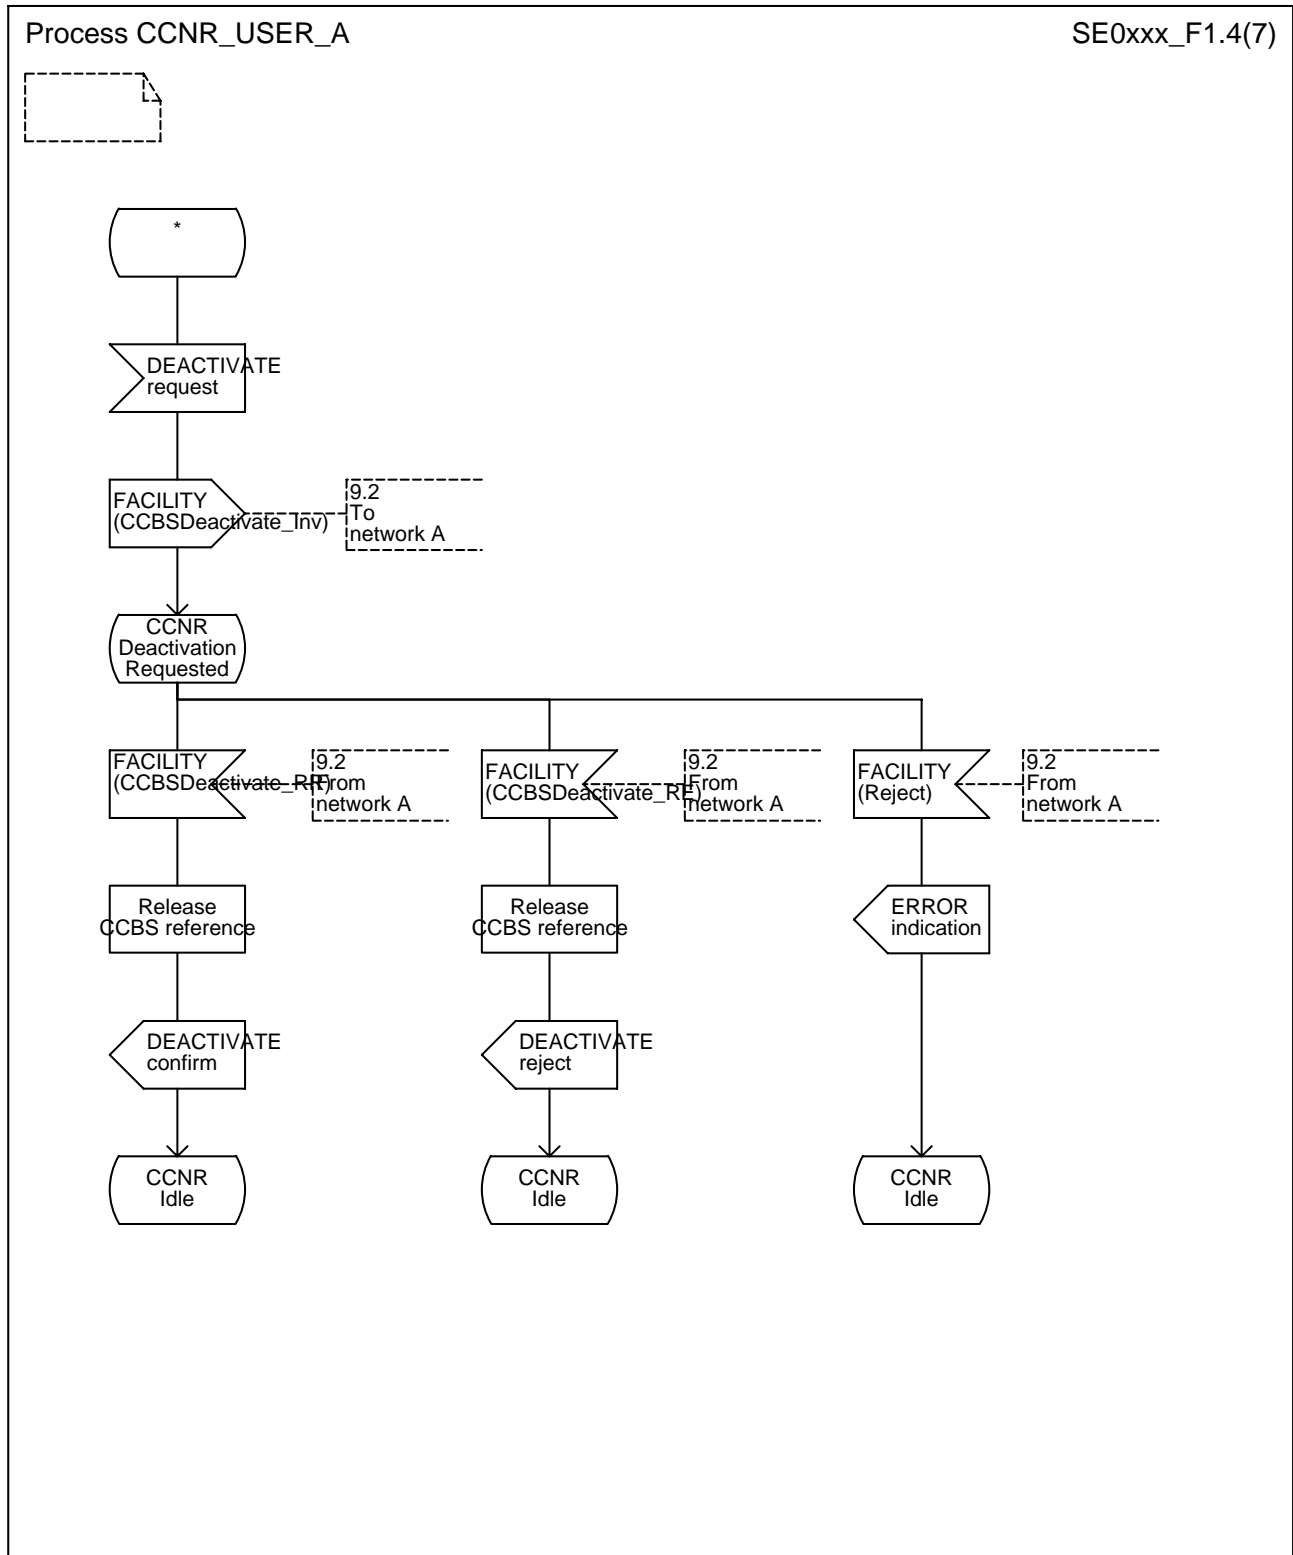 Process CCNR_USER_A
SE0xxx_F1.4(7)
*
DEACTIVATE
request
FACILITY
(CCBSDeactivate_Inv)
9.2
To
network A
CCNR
Deactivation
Requested
FACILITY
(CCBSDeactivate_RR)
9.2
From
network A
FACILITY
(CCBSDeactivate_RE)
9.2
From
network A
FACILITY
(Reject)
9.2
From
network A
Release
CCBS reference
Release
CCBS reference
ERROR
indication
DEACTIVATE
confirm
DEACTIVATE
reject
CCNR
Idle
CCNR
Idle
CCNR
Idle